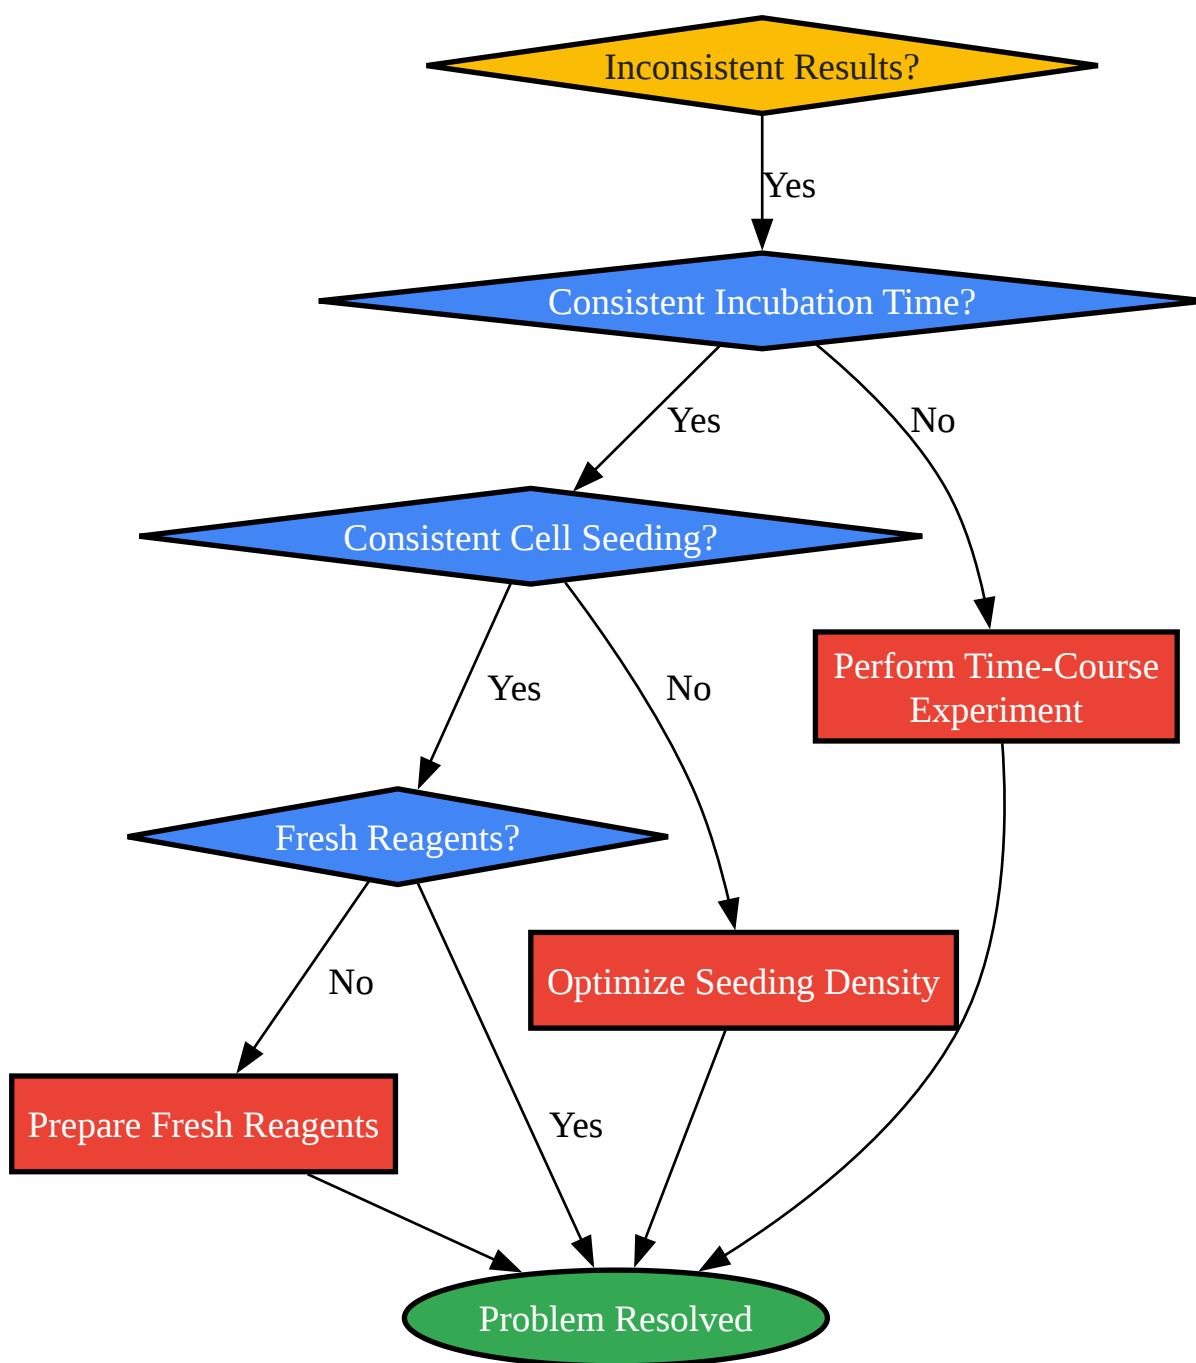 Inconsistent Results?
Yes
Consistent Incubation Time?
Yes
No
Consistent Cell Seeding?
Perform Time-Course
Experiment
Yes
No
Fresh Reagents?
Optimize Seeding Density
No
Prepare Fresh Reagents
Yes
Problem Resolved